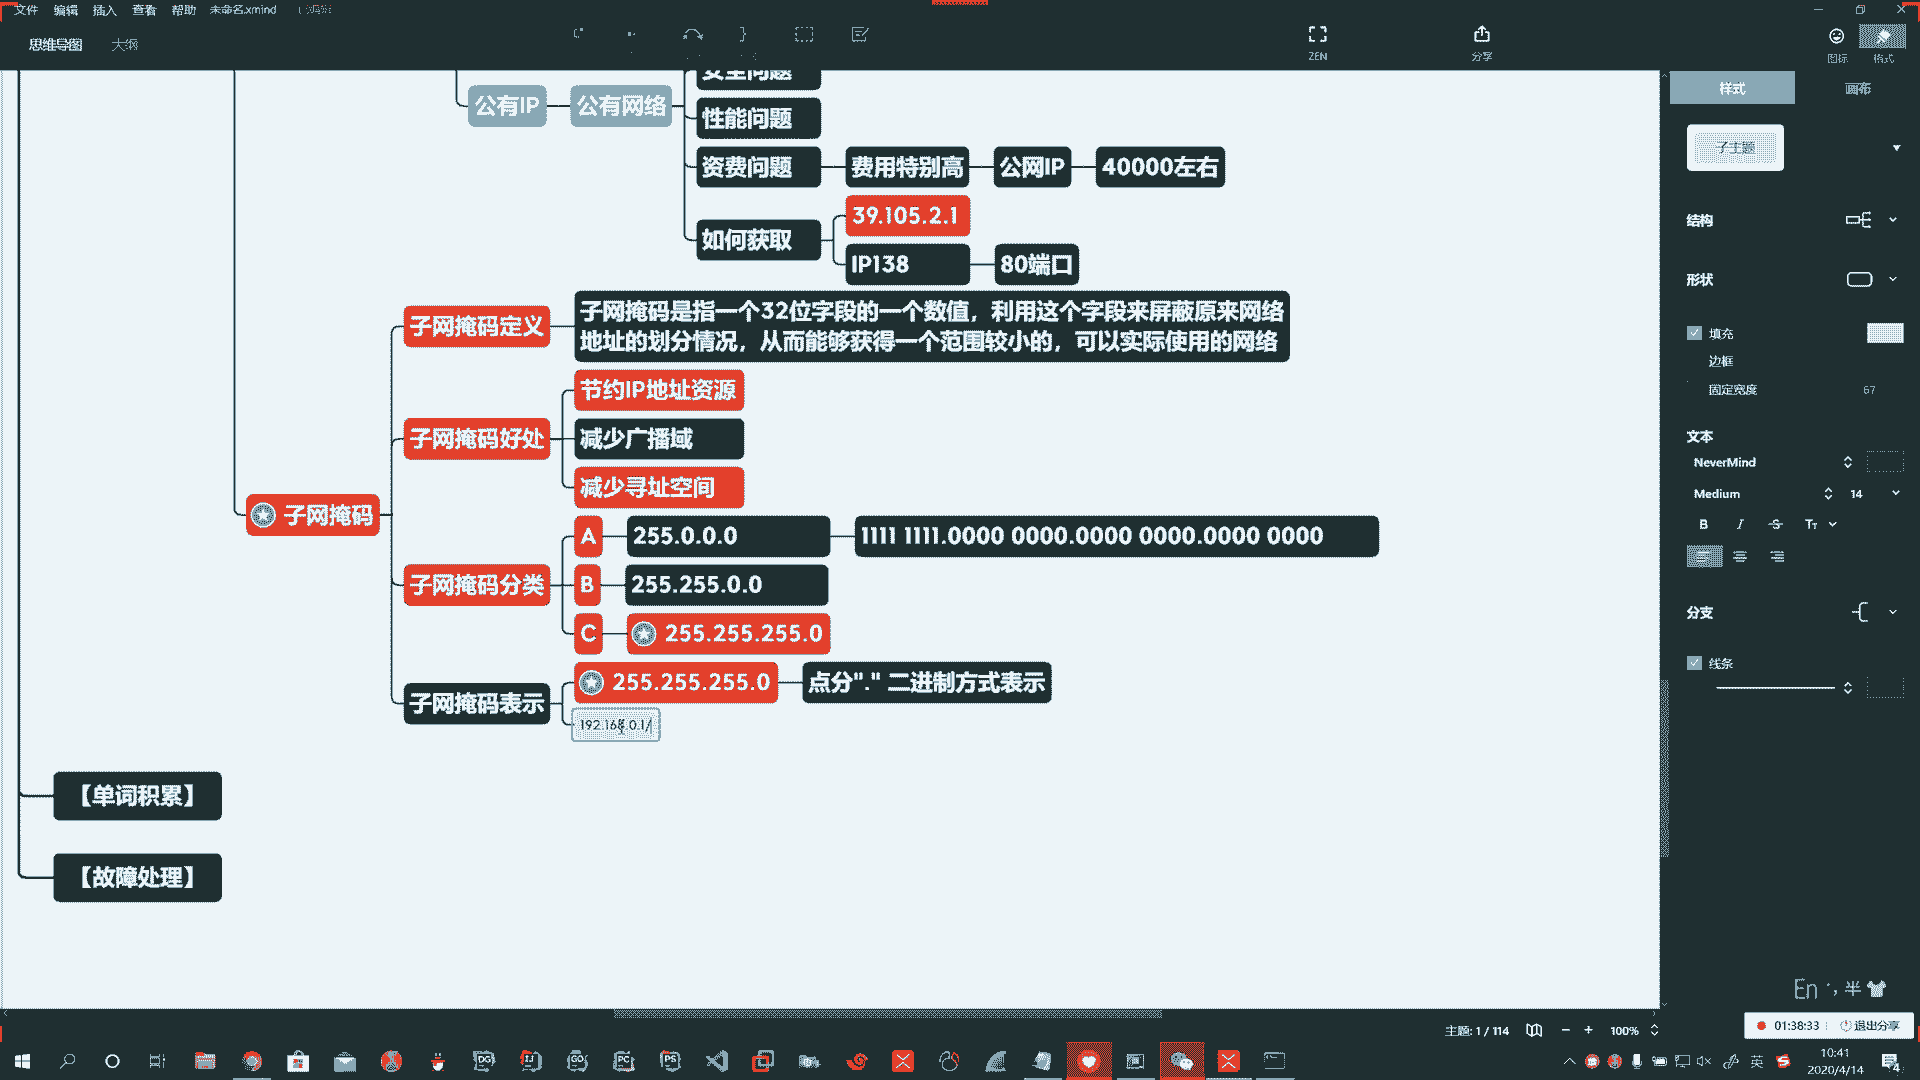 文件 编辑 插入 查看 帮助 未命名.xmind
思维导图 大纲
ZEN
分享
图标
格式
样式
画布
安全问题
公有IP
公有网络
性能问题
资费问题
费用特别高
公网IP
40000左右
如何获取
39.105.2.1
IP138
80端口
子网掩码
子网掩码定义
子网掩码是指一个32位字段的一个数值，利用这个字段来屏蔽原来网络
地址的划分情况，从而能够获得一个范围较小的，可以实际使用的网络
子网掩码好处
节约IP地址资源
减少广播域
减少寻址空间
子网掩码分类
A
255.0.0.0
1111 1111.0000 0000.0000 0000.0000 0000
B
255.255.0.0
C
255.255.255.0
子网掩码表示
255.255.255.0
点分"." 二进制方式表示
192.168.0.1/
【单词积累】
【故障处理】
子主题
结构
形状
填充
边框
固定宽度
67
文本
NeverMind
Medium
14
B I S Tт
分支
线条
En 半
主题: 1 / 114
100%
01:38:33
退出分享
DG IJ GO PC PS
英
10:41
2020/4/14
4